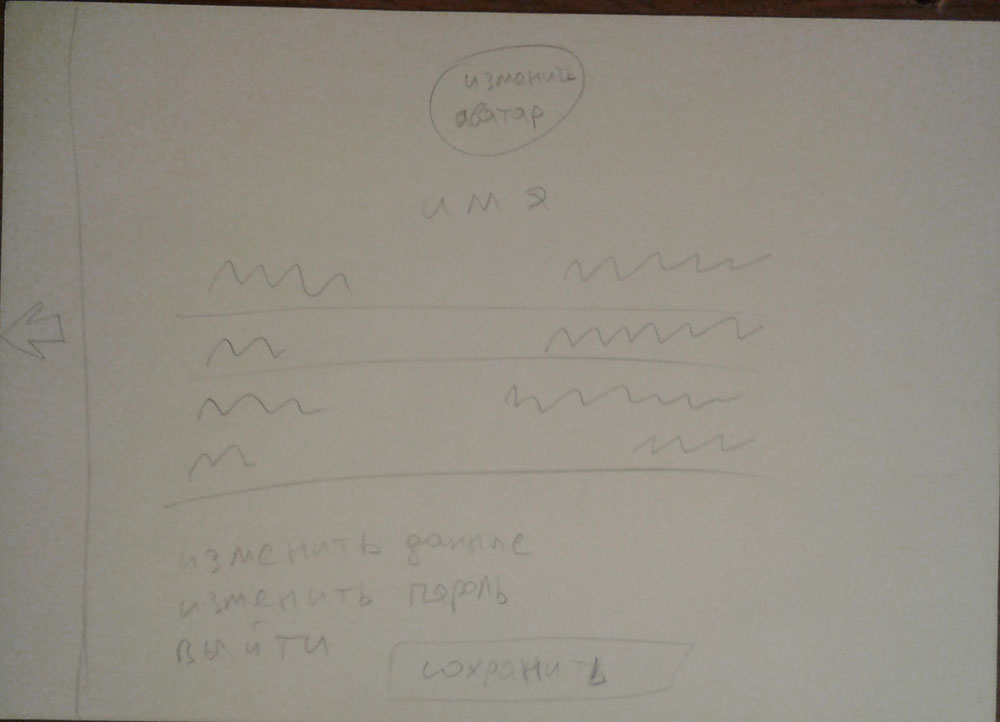 изменить
аватар
имя
изменить данные
изменить пароль
выйти
сохранить